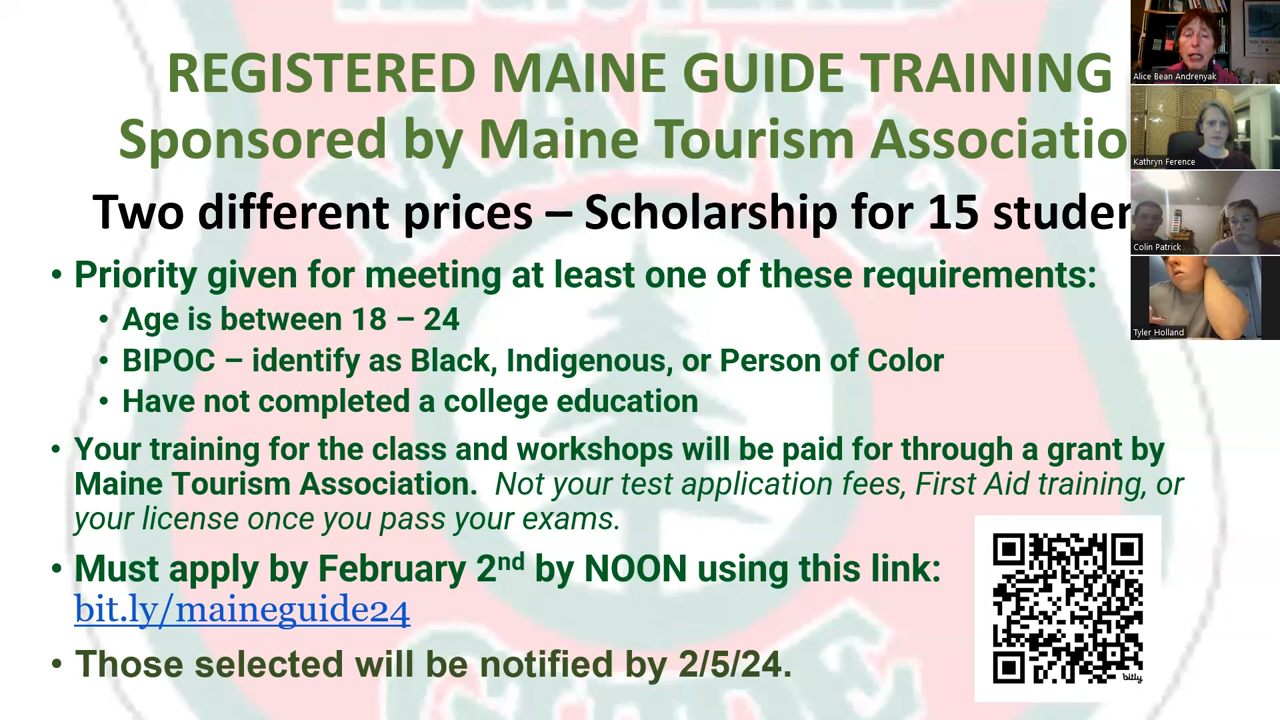 REGISTERED MAINE GUIDE TRAINING
Sponsored by Maine Tourism Associatio
Two different prices – Scholarship for 15 studen
• Priority given for meeting at least one of these requirements:
• Age is between 18 – 24
• BIPOC – identify as Black, Indigenous, or Person of Color
• Have not completed a college education
• Your training for the class and workshops will be paid for through a grant by
Maine Tourism Association. Not your test application fees, First Aid training, or
your license once you pass your exams.
• Must apply by February 2nd by NOON using this link:
bit.ly/maineguide24
• Those selected will be notified by 2/5/24.
bitly
Alice Bean Andrenyak
Kathryn Ference
Colin Patrick
Tyler Holland
REGISTERED
MAINE
GUIDE